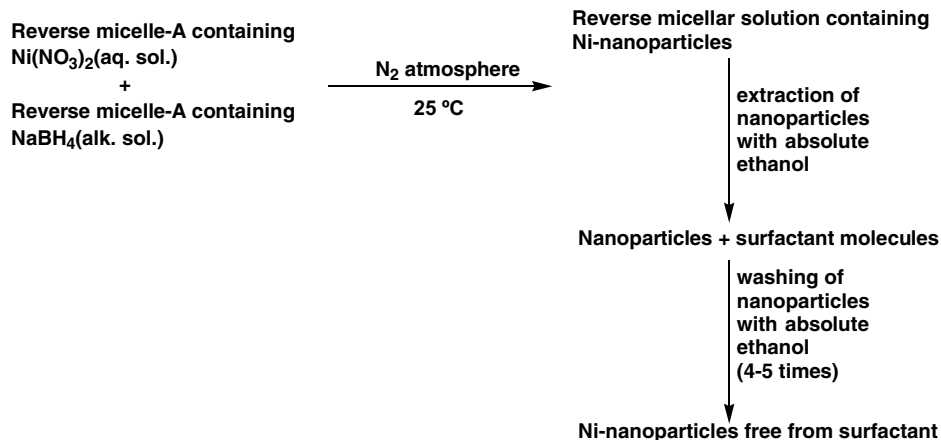 Reverse micelle-A containing
Ni(NO3)2(aq. sol.)
+
Reverse micelle-A containing
NaBH4(alk. sol.)
N2 atmosphere
25 ºC
Reverse micellar solution containing
Ni-nanoparticles
extraction of
nanoparticles
with absolute
ethanol
Nanoparticles + surfactant molecules
washing of
nanoparticles
with absolute
ethanol
(4-5 times)
Ni-nanoparticles free from surfactant